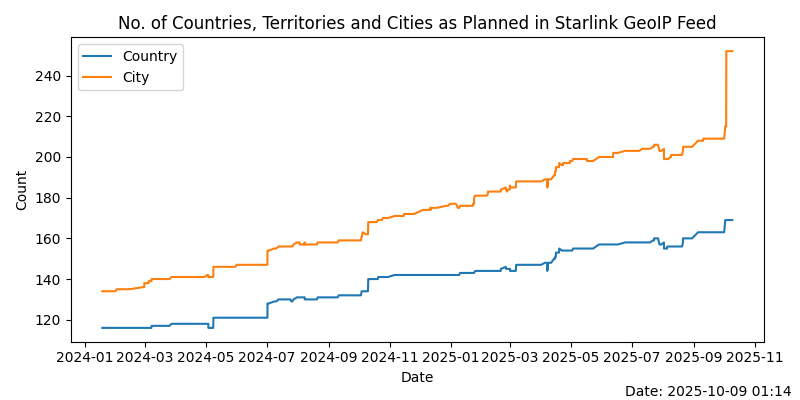 No. of Countries, Territories and Cities as Planned in Starlink GeoIP Feed
Country
City
Count
240
220
200
180
160
140
120
2024-01 2024-03 2024-05 2024-07 2024-09 2024-11 2025-01 2025-03 2025-05 2025-07 2025-09 2025-11
Date
Date: 2025-10-09 01:14